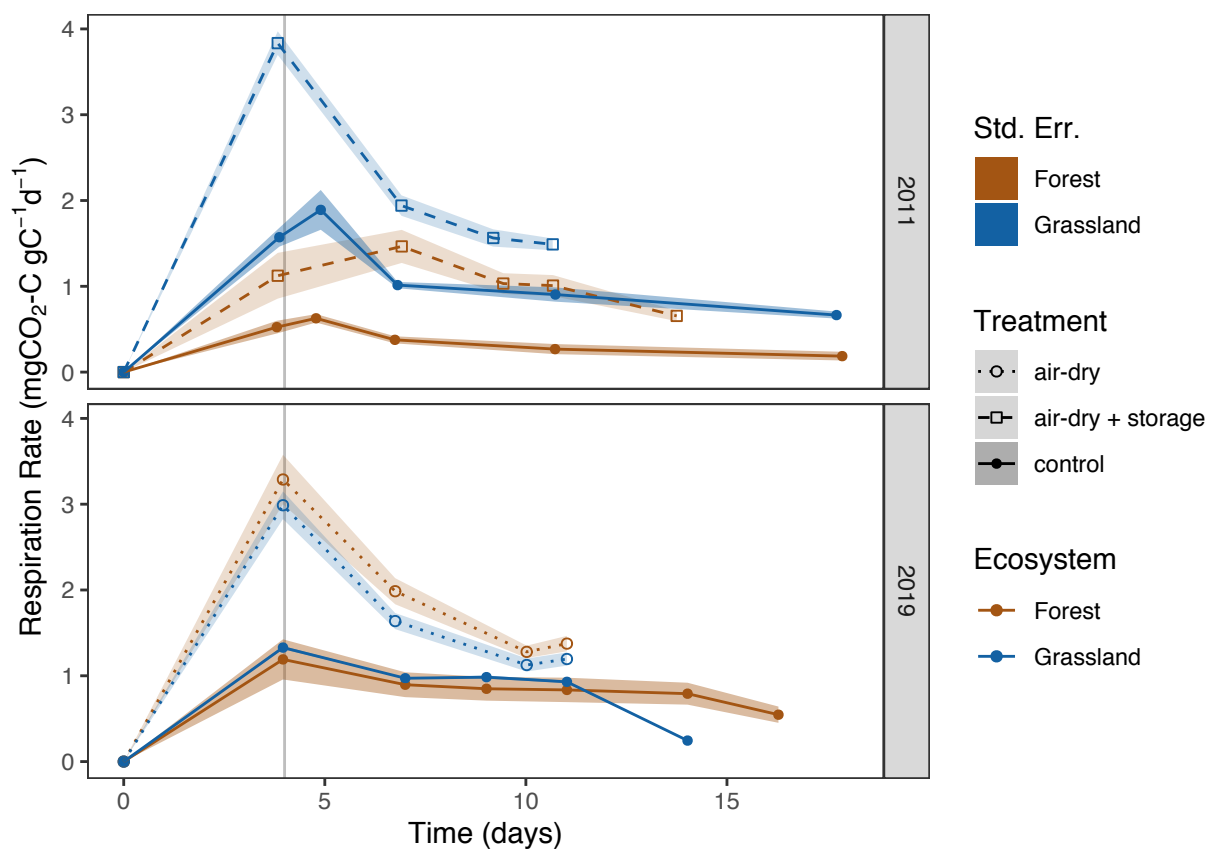 Respiration Rate (mgCO₂-C gC⁻¹d⁻¹)
4
3
2
1
0
2011
4
3
2
1
0
2019
0
5
10
15
Time (days)
Std. Err.
Forest
Grassland
Treatment
air-dry
air-dry + storage
control
Ecosystem
Forest
Grassland